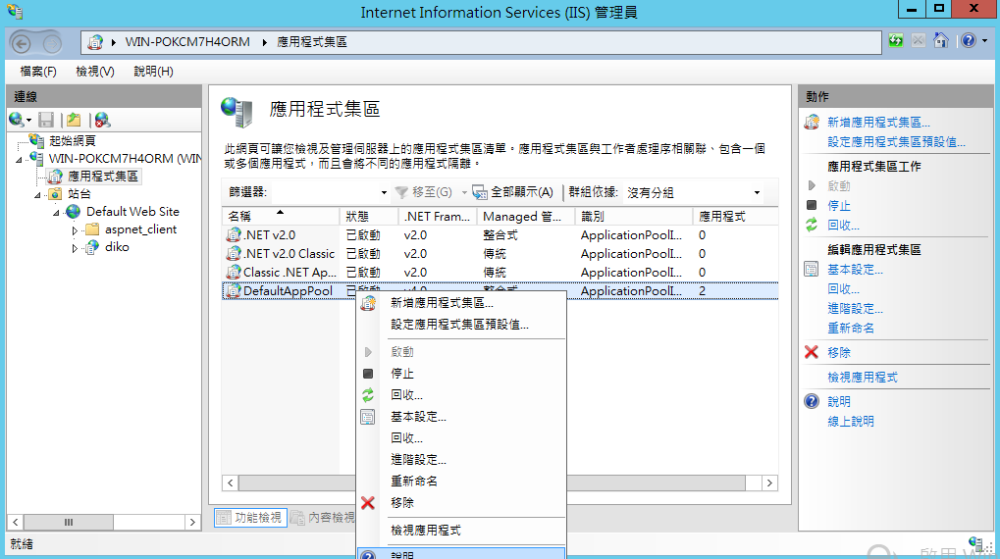 Internet Information Services (IIS) 管理員
WIN-POKCM7H4ORM
應用程式集區
檔案(F) 檢視(V) 說明(H)
連線
起始網頁
WIN-POKCM7H4ORM (WIN
應用程式集區
站台
Default Web Site
aspnet_client
diko
應用程式集區
此網頁可讓您檢視及管理伺服器上的應用程式集區清單。應用程式集區與工作者處理序相關聯、包含一個
或多個應用程式，而且會將不同的應用程式隔離。
篩選器: 移至(G) 全部顯示(A) 群組依據: 沒有分組
名稱 狀態 .NET Fram... Managed 管... 識別 應用程式
.NET v2.0 已啟動 v2.0 整合式 ApplicationPoolI... 0
.NET v2.0 Classic 已啟動 v2.0 傳統 ApplicationPoolI... 0
Classic .NET Ap... 已啟動 v2.0 傳統 ApplicationPoolI... 0
DefaultAppPool 已啟動 v4.0 整合式 ApplicationPoolI... 2
新增應用程式集區...
設定應用程式集區預設值...
啟動
停止
回收...
基本設定...
回收...
進階設定...
重新命名
移除
檢視應用程式
說明
功能檢視 內容檢視
動作
新增應用程式集區...
設定應用程式集區預設值...
應用程式集區工作
啟動
停止
回收...
編輯應用程式集區
基本設定...
回收...
進階設定...
重新命名
移除
檢視應用程式
說明
線上說明
就緒